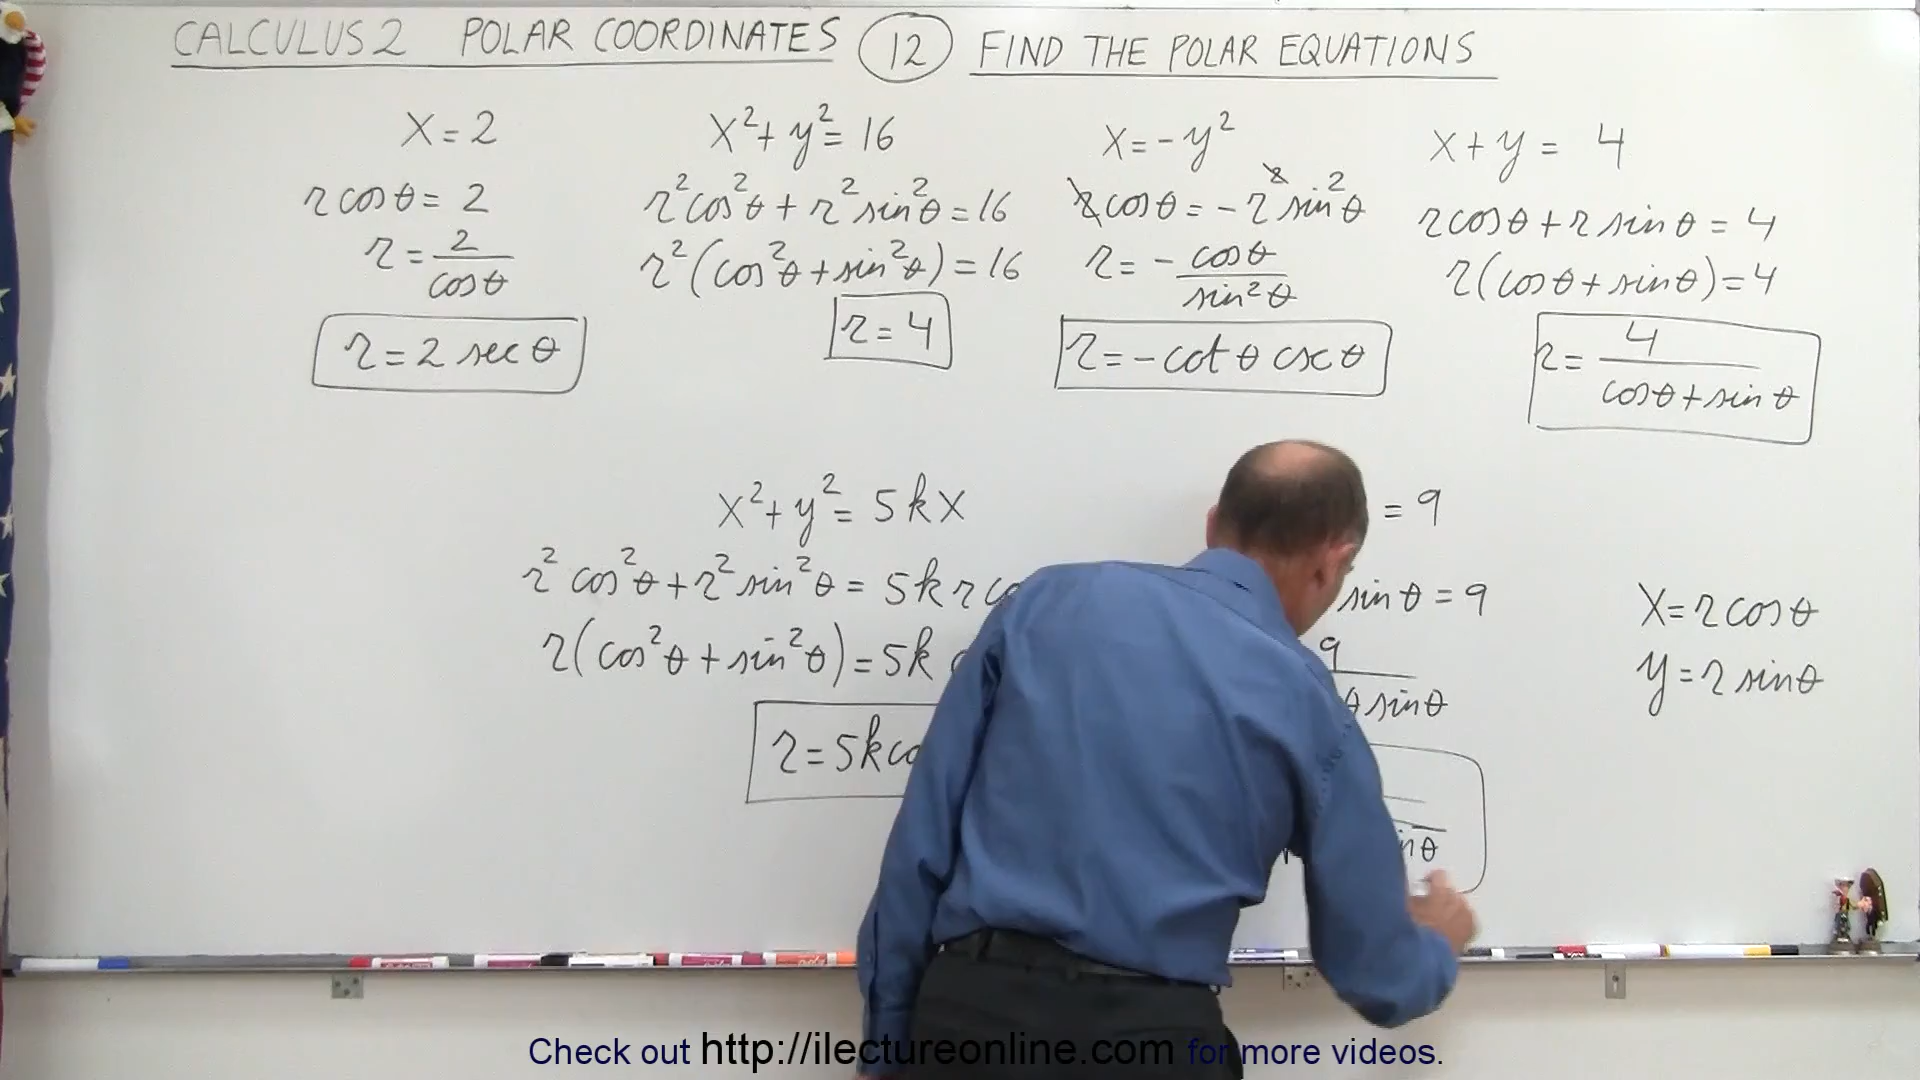 CALCULUS 2 POLAR COORDINATES 12 FIND THE POLAR EQUATIONS
x = 2
r cos θ = 2
r = 2/cos θ
r = 2 sec θ
x² + y² = 16
r² cos² θ + r² sin² θ = 16
r² (cos² θ + sin² θ) = 16
r = 4
x = - y²
r cos θ = - r² sin² θ
r = - cos θ/sin² θ
r = - cot θ csc θ
x + y = 4
r cos θ + r sin θ = 4
r (cos θ + sin θ) = 4
r = 4/(cos θ + sin θ)
x² + y² = 5kx
r² cos² θ + r² sin² θ = 5k r
r (cos² θ + sin² θ) = 5k
r = 5k
= 9
sin θ = 9
9
θ sin θ
θ
x = r cos θ
y = r sin θ
Check out http://ilectureonline.com for more videos.